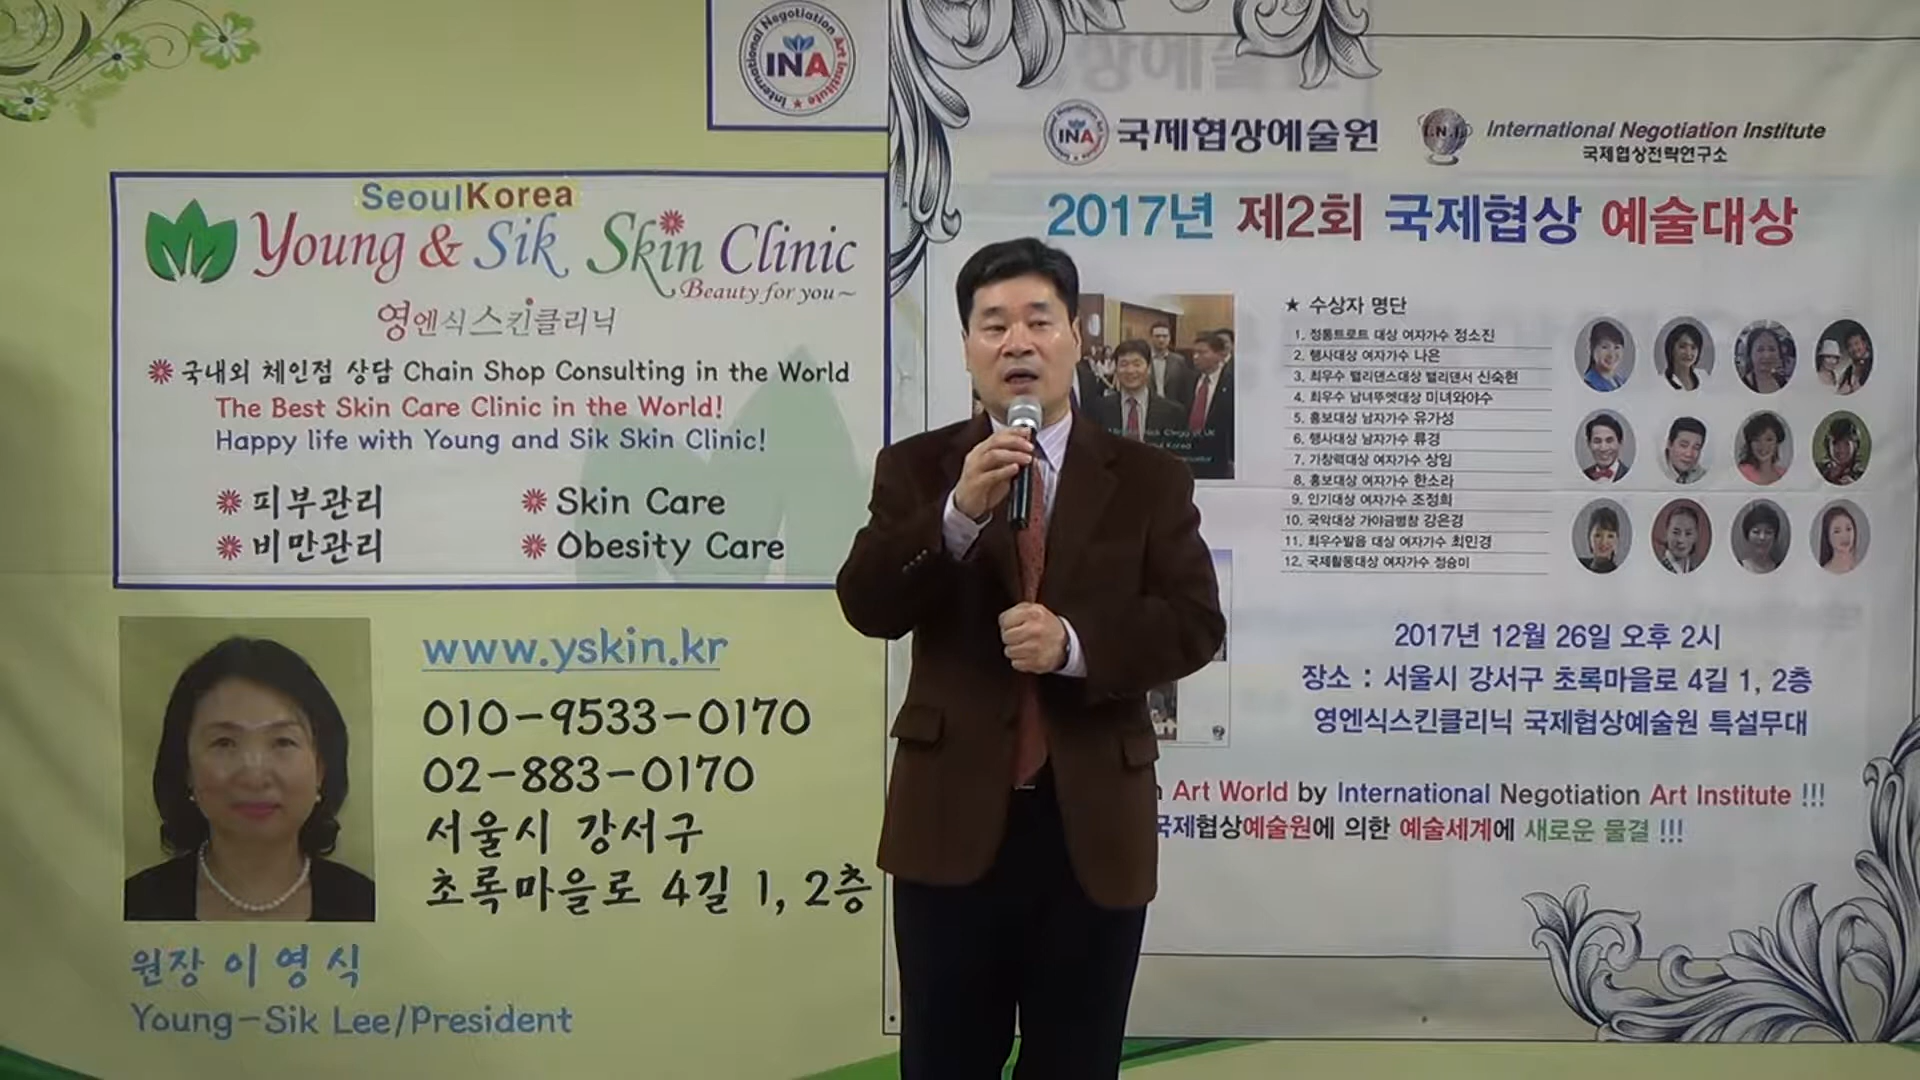 International Negotiation Art Institute
INA
SeoulKorea
Young & Sik Skin Clinic
Beauty for you~
영엔식스킨클리닉
국내외 체인점 상담 Chain Shop Consulting in the World
The Best Skin Care Clinic in the World!
Happy life with Young and Sik Skin Clinic!
피부관리 Skin Care
비만관리 Obesity Care
www.yskin.kr
010-9533-0170
02-883-0170
서울시 강서구
초록마을로 4길 1, 2층
원장 이영식
Young-Sik Lee/President
INA 국제협상예술원
I.N.I. International Negotiation Institute
국제협상전략연구소
2017년 제2회 국제협상 예술대상
★ 수상자 명단
1. 정통트로트 대상 여자가수 정소진
2. 행사대상 여자가수 나은
3. 최우수 밸리댄스대상 밸리댄서 신숙현
4. 최우수 남녀뚜엣대상 미녀와야수
5. 홍보대상 남자가수 유가성
6. 행사대상 남자가수 류경
7. 가창력대상 여자가수 상임
8. 홍보대상 여자가수 한소라
9. 인기대상 여자가수 조정희
10. 국악대상 가야금병창 강은경
11. 최우수발음 대상 여자가수 최민경
12. 국제활동대상 여자가수 정승미
Clegg of UK
Korea
2017년 12월 26일 오후 2시
장소 : 서울시 강서구 초록마을로 4길 1, 2층
영엔식스킨클리닉 국제협상예술원 특설무대
Art World by International Negotiation Art Institute !!!
국제협상예술원에 의한 예술세계에 새로운 물결 !!!